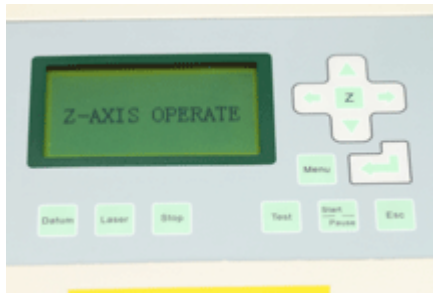 Z-AXIS OPERATE
Z
Menu
Datum
Laser
Stop
Test
Start
Pause
Esc